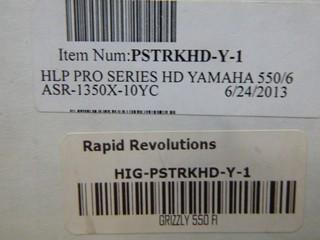 Item Num:PSTRKHD-Y-1
HLP PRO SERIES HD YAMAHA 550/6
ASR-1350X-10YC 6/24/2013
Rapid Revolutions
HIG-PSTRKHD-Y-1
GRIZZLY 550 R